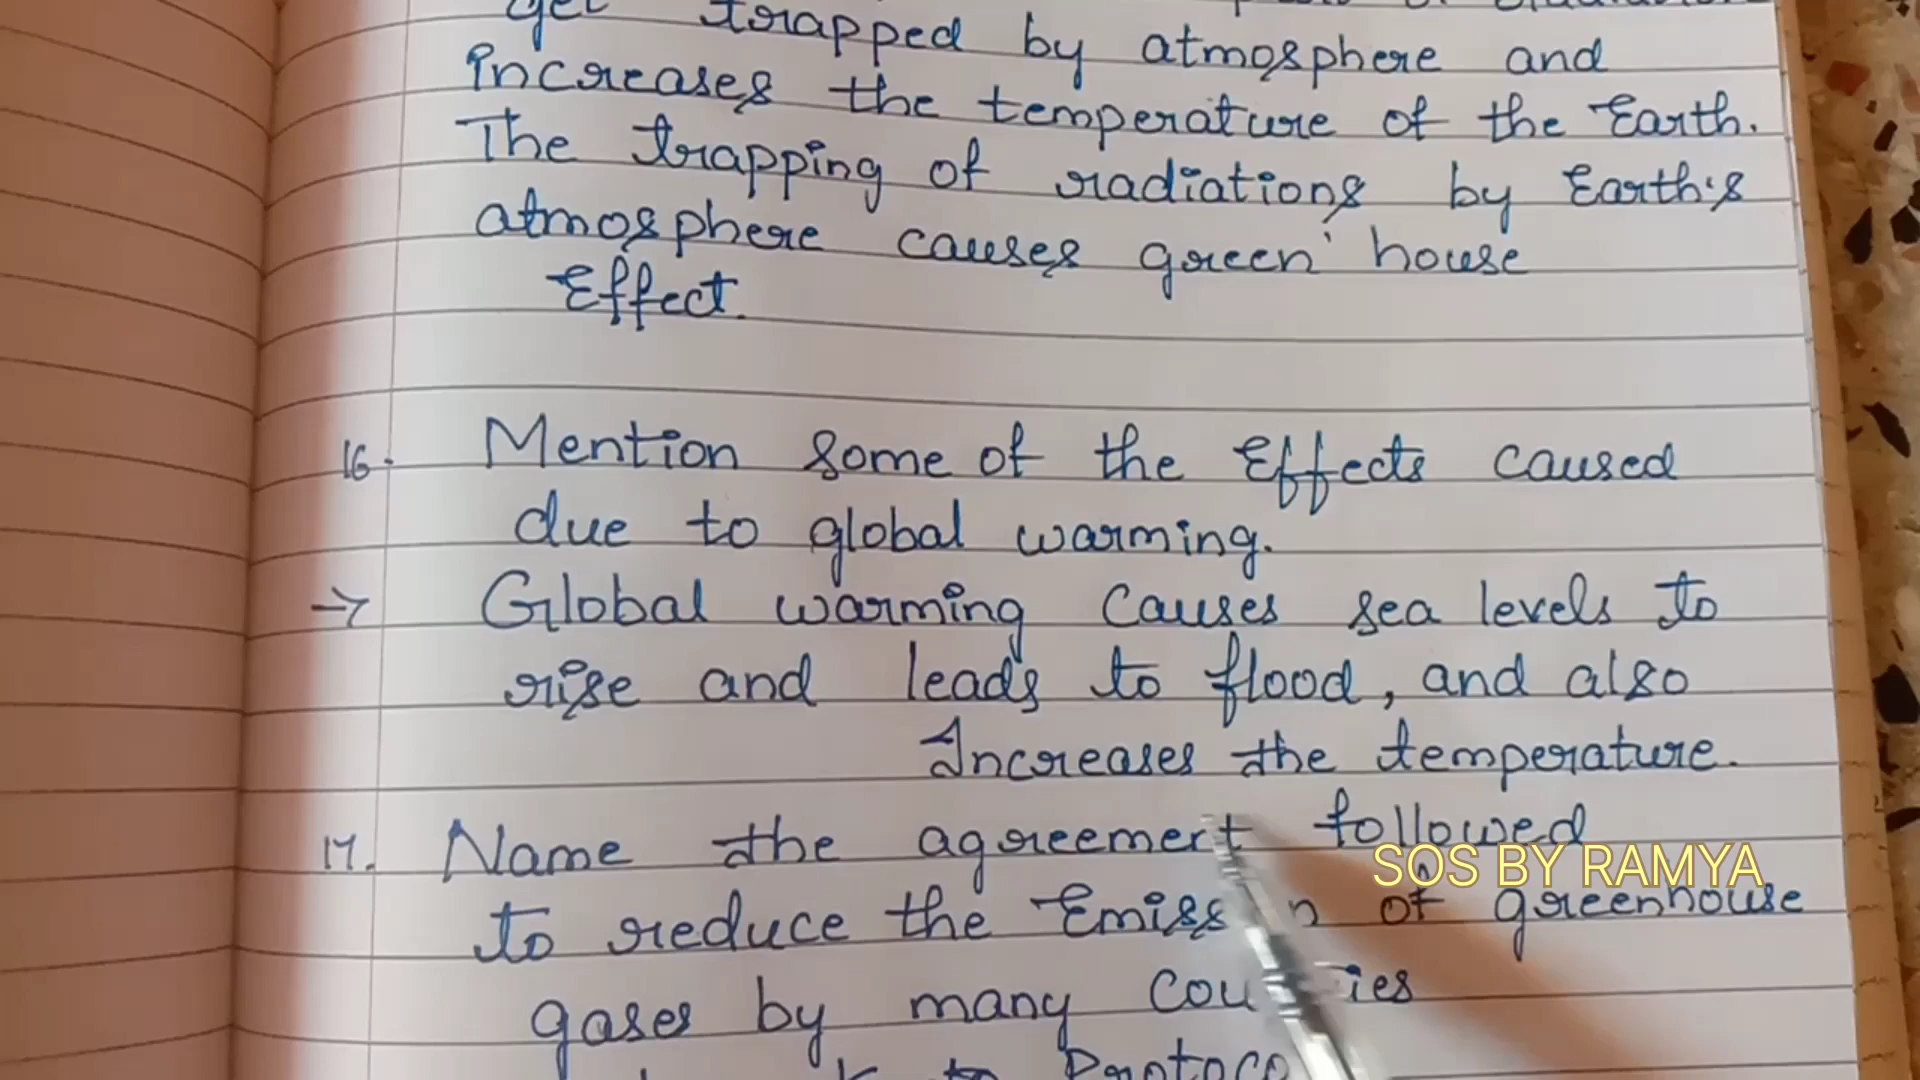 get trapped by atmosphere and
increases the temperature of the Earth.
The trapping of radiations by Earth's
atmosphere causes green house
Effect.
16. Mention some of the Effects caused
due to global warming.
→ Global warming causes sea levels to
rise and leads to flood, and also
Increases the temperature.
17. Name the agreement followed
SOS BY RAMYA
to reduce the of greenhouse
gases by many